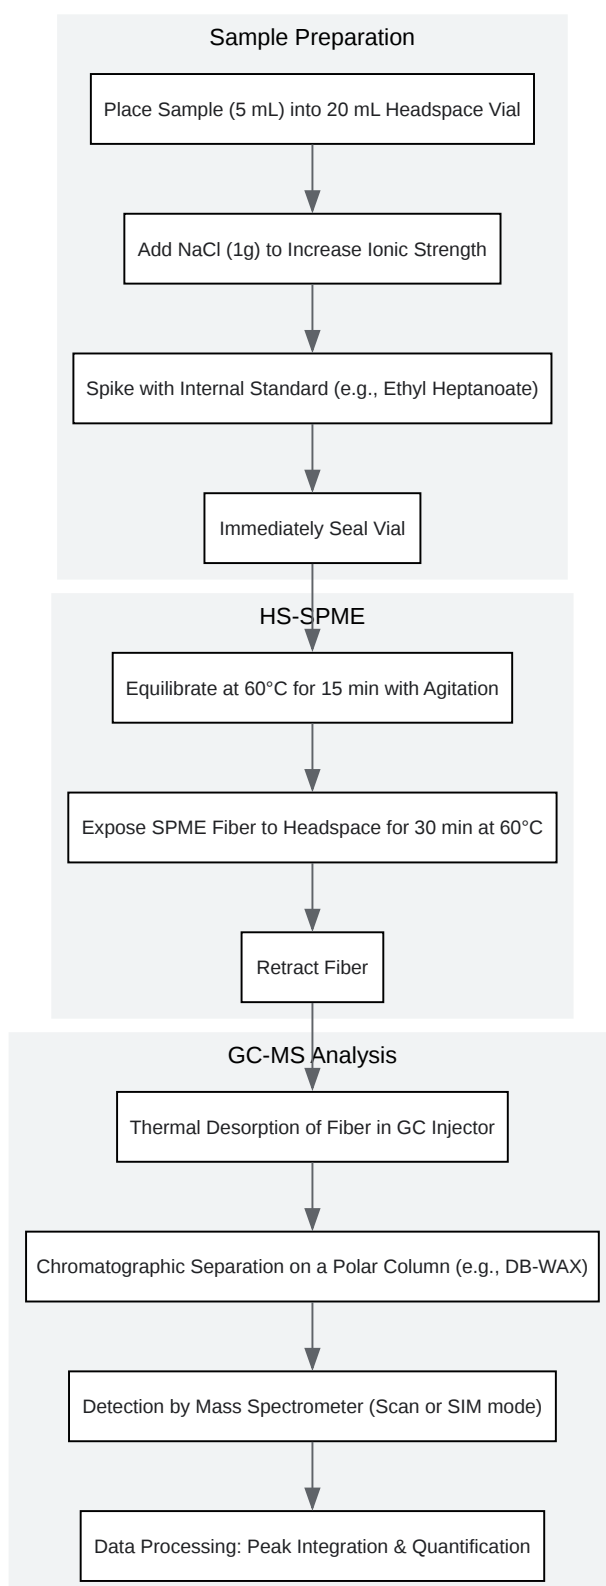 Sample Preparation
Place Sample (5 mL) into 20 mL Headspace Vial
Add NaCl (1g) to Increase Ionic Strength
Spike with Internal Standard (e.g., Ethyl Heptanoate)
Immediately Seal Vial
HS-SPME
Equilibrate at 60°C for 15 min with Agitation
Expose SPME Fiber to Headspace for 30 min at 60°C
Retract Fiber
GC-MS Analysis
Thermal Desorption of Fiber in GC Injector
Chromatographic Separation on a Polar Column (e.g., DB-WAX)
Detection by Mass Spectrometer (Scan or SIM mode)
Data Processing: Peak Integration & Quantification